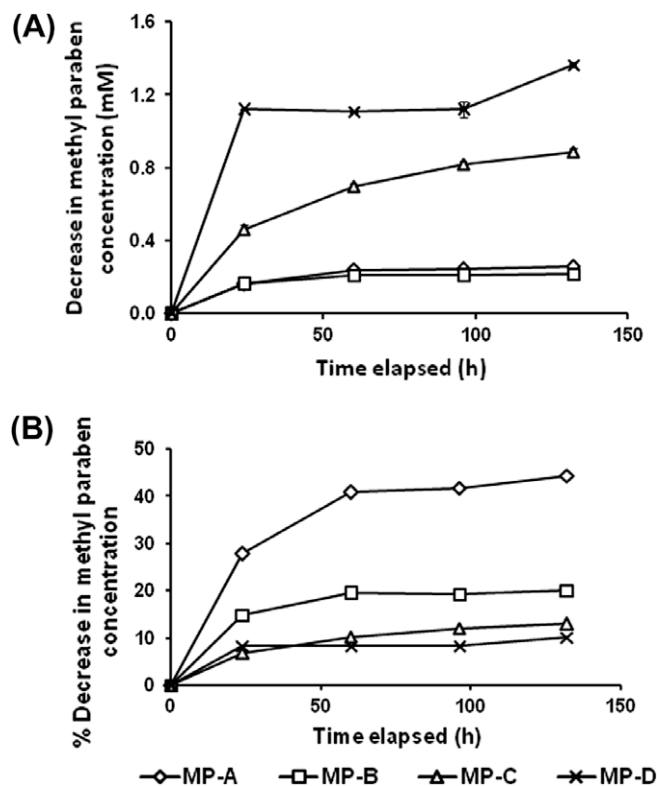 (A)
Decrease in methyl paraben
concentration (mM)
1.6
1.2
0.8
0.4
0.0
0 50 100 150
Time elapsed (h)
(B)
% Decrease in methyl paraben
concentration
50
40
30
20
10
0
0 50 100 150
Time elapsed (h)
MP-A MP-B MP-C MP-D